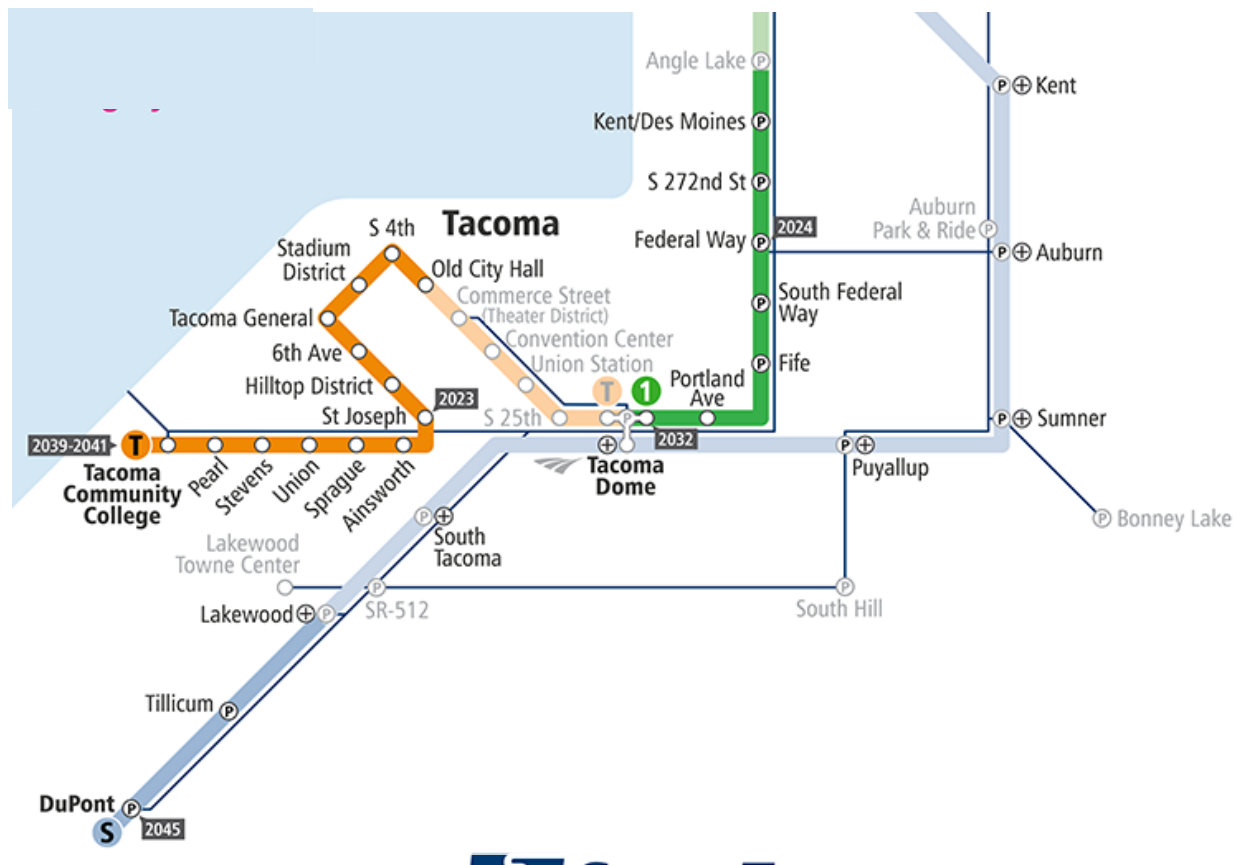 Angle Lake
P
Kent/Des Moines
P
S 272nd St
P
Federal Way
P
2024
South Federal
Way
P
Fife
P
P
Kent
Auburn
Park & Ride
P
P
Auburn
Tacoma
S 4th
Stadium
District
Old City Hall
Commerce Street
(Theater District)
Tacoma General
Convention Center
6th Ave
Union Station
Hilltop District
2023
St Joseph
S 25th
T
1
Portland
Ave
P
2032
Tacoma
Dome
P
Sumner
P
Puyallup
2039-2041
T
Tacoma
Community
College
Pearl
Stevens
Union
Sprague
Ainsworth
P
South
Tacoma
P
Bonney Lake
Lakewood
Towne Center
P
SR-512
P
South Hill
Lakewood
P
Tillicum
P
DuPont
P
2045
S